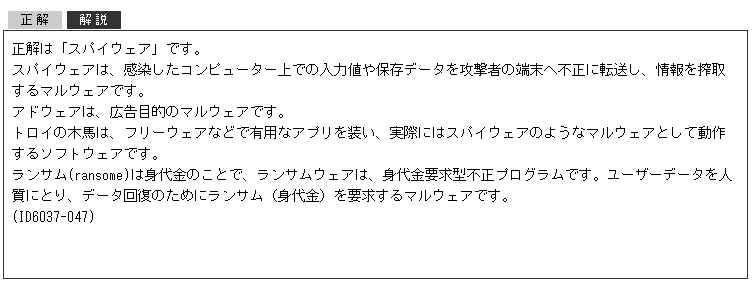 正解 解説
正解は「スパイウェア」です。
スパイウェアは、感染したコンピューター上での入力値や保存データを攻撃者の端末へ不正に転送し、情報を搾取
するマルウェアです。
アドウェアは、広告目的のマルウェアです。
トロイの木馬は、フリーウェアなどで有用なアプリを装い、実際にはスパイウェアのようなマルウェアとして動作
するソフトウェアです。
ランサム(ransome)は身代金のことで、ランサムウェアは、身代金要求型不正プログラムです。ユーザーデータを人
質にとり、データ回復のためにランサム（身代金）を要求するマルウェアです。
(ID6037-047)